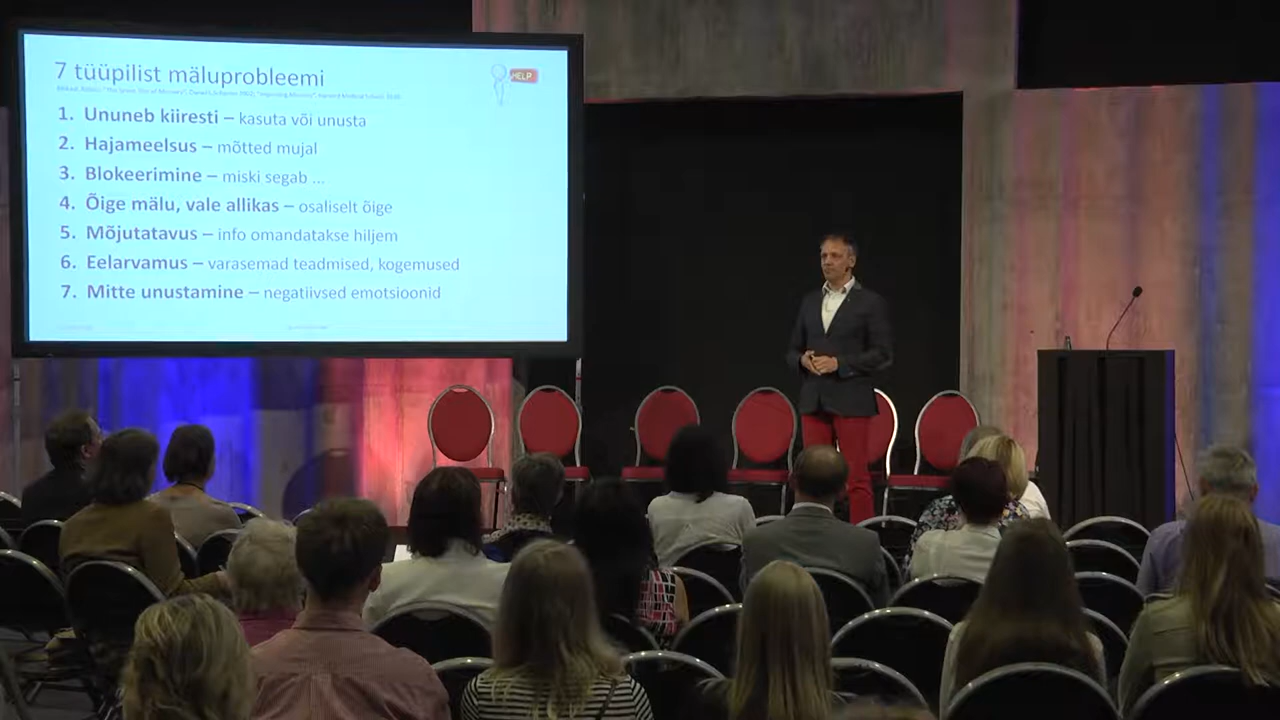 7 tüüpilist mäluprobleemi
HELP
1. Ununeb kiiresti – kasuta või unusta
2. Hajameelsus – mõtted mujal
3. Blokeerimine – miski segab ...
4. Õige mälu, vale allikas – osaliselt õige
5. Mõjutatavus – info omandatakse hiljem
6. Eelarvamus – varasemad teadmised, kogemused
7. Mitte unustamine – negatiivsed emotsioonid